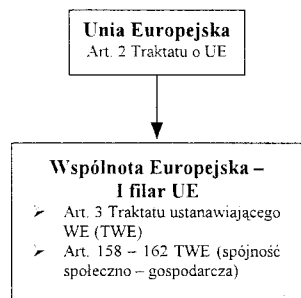 Unia Europejska
Art. 2 Traktatu o UE
Wspólnota Europejska –
I filar UE
➢ Art. 3 Traktatu ustanawiającego
WE (TWE)
➢ Art. 158 – 162 TWE (spójność
społeczno – gospodarcza)